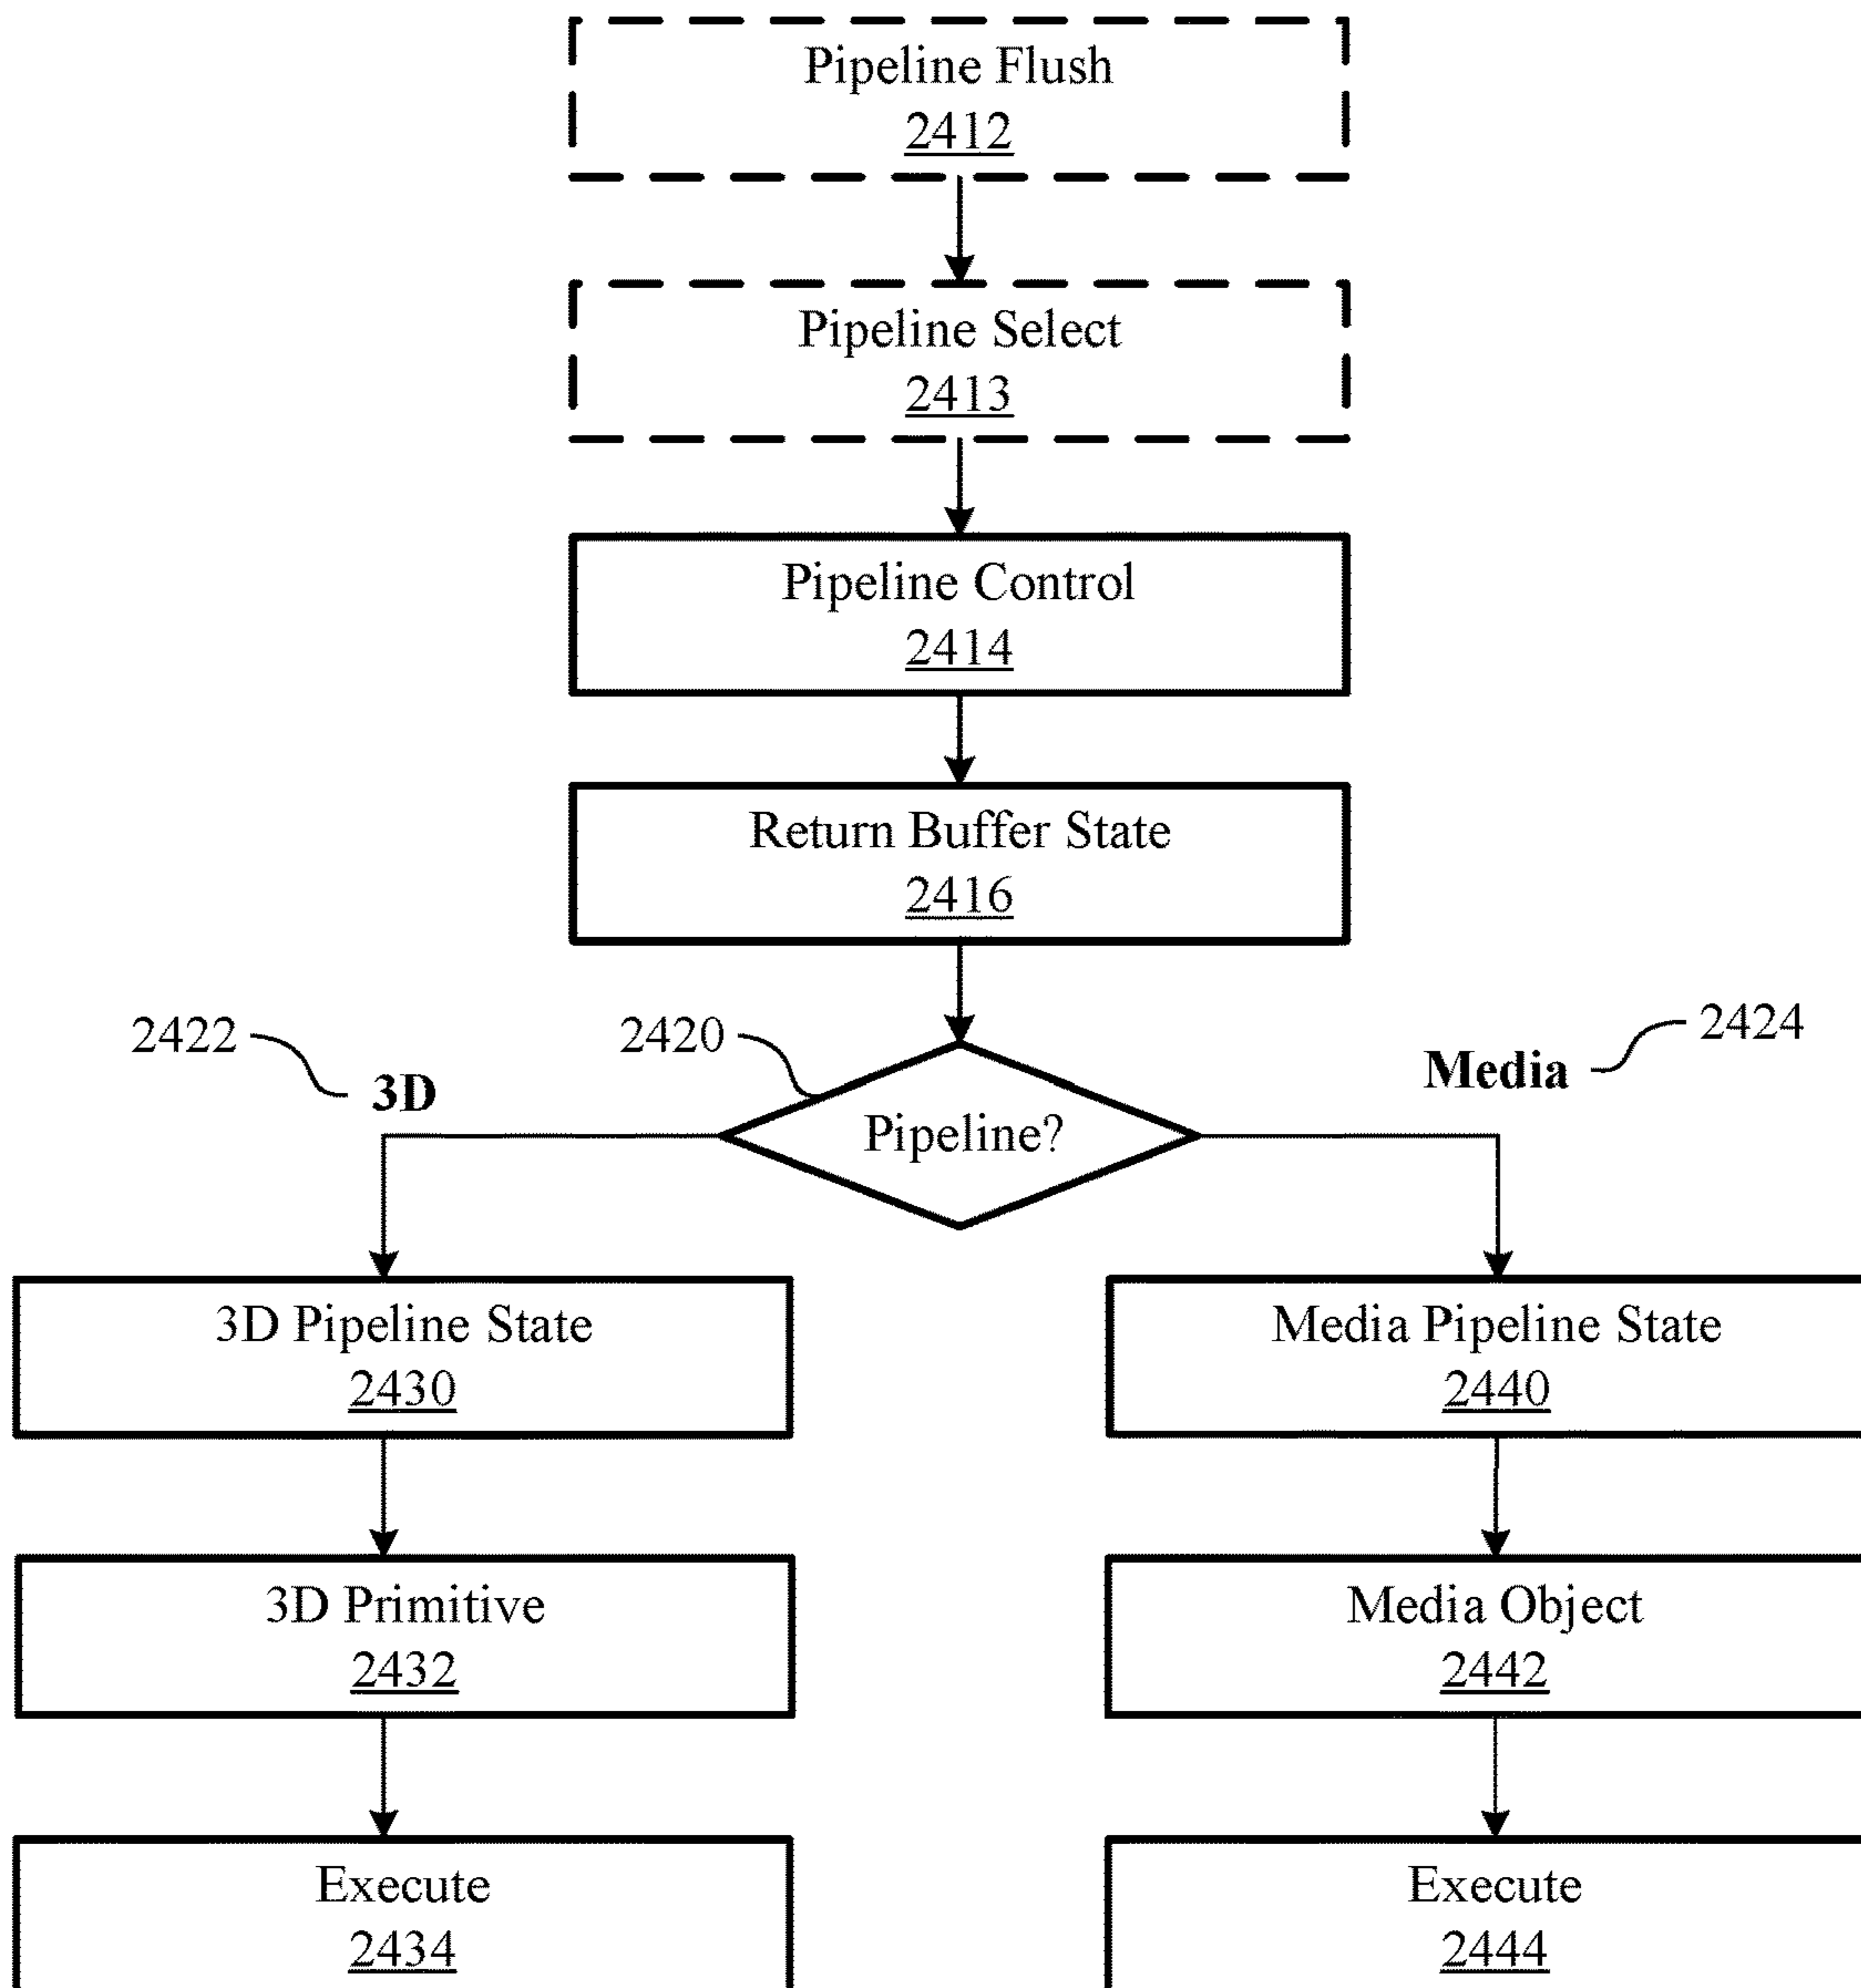 Pipeline Flush
2412
Pipeline Select
2413
Pipeline Control
2414
Return Buffer State
2416
2422
2420
2424
3D
Media
Pipeline?
3D Pipeline State
2430
Media Pipeline State
2440
3D Primitive
2432
Media Object
2442
Execute
2434
Execute
2444